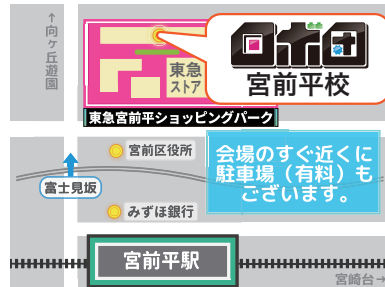 ↑向ヶ丘遊園
ロボロ
宮前平校
東急
ストア
東急宮前平ショッピングパーク
宮前区役所
会場のすぐ近くに
駐車場（有料）も
ございます。
富士見坂
みずほ銀行
宮前平駅
宮崎台→